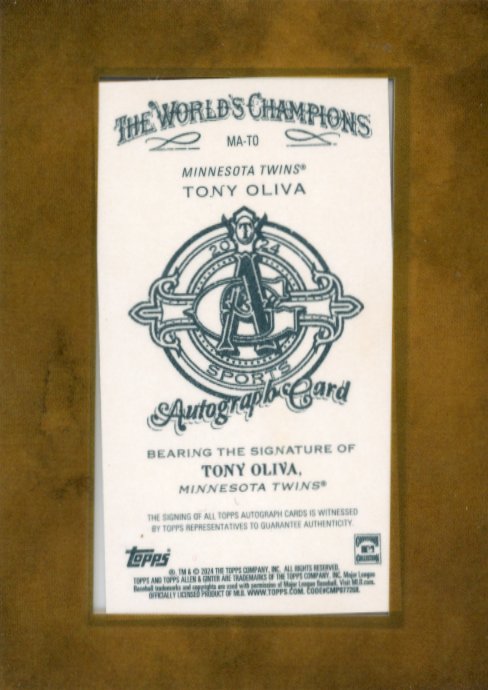 THE WORLD'S CHAMPIONS
MA-TO
MINNESOTA TWINS®
TONY OLIVA
20 T 24
AG
SPORTS
Autograph Card
BEARING THE SIGNATURE OF
TONY OLIVA,
MINNESOTA TWINS®
THE SIGNING OF ALL TOPPS AUTOGRAPH CARDS IS WITNESSED
BY TOPPS REPRESENTATIVES TO GUARANTEE AUTHENTICITY.
topps
®, TM & © 2024 THE TOPPS COMPANY, INC. ALL RIGHTS RESERVED.
TOPPS AND TOPPS ALLEN & GINTER ARE TRADEMARKS OF THE TOPPS COMPANY, INC. Major League
Baseball trademarks and copyrights are used with permission of Major League Baseball. Visit MLB.com.
OFFICIALLY LICENSED PRODUCT OF MLB. WWW.TOPPS.COM. CODE#CMP077208.